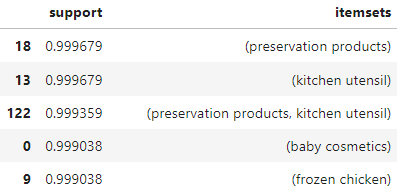 support itemsets
18 0.999679 (preservation products)
13 0.999679 (kitchen utensil)
122 0.999359 (preservation products, kitchen utensil)
0 0.999038 (baby cosmetics)
9 0.999038 (frozen chicken)